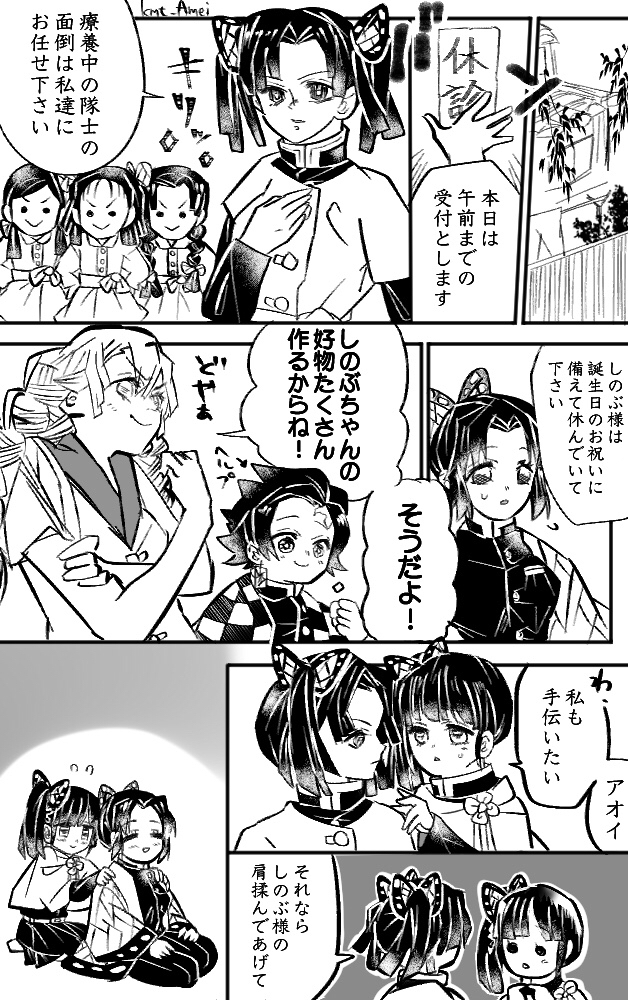 kmt_Amei
休診
バンッ
本日は
午前までの
受付とします
療養中の隊士の
面倒は私達に
お任せ下さい
キリッ
しのぶ様は
誕生日のお祝いに
備えて休んでいて
下さい
そうだよ！
しのぶちゃんの
好物たくさん
作るからね！
ヘルプ
どやぁ
わ…
私も
手伝いたい
アオイ
それなら
しのぶ様の
肩揉んであげて